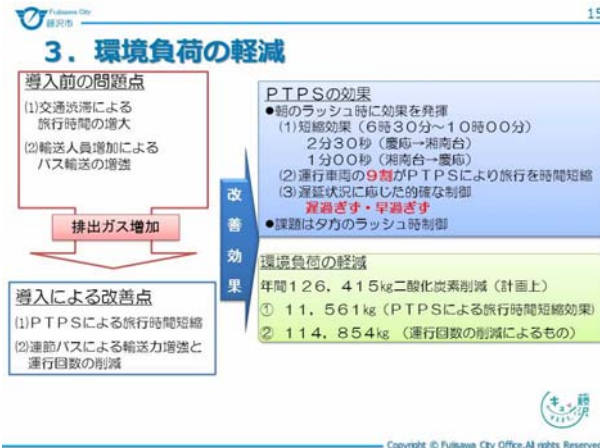 Fujisawa City
藤沢市
15
３．環境負荷の軽減
導入前の問題点
(1)交通渋滞による
旅行時間の増大
(2)輸送人員増加による
バス輸送の増強
排出ガス増加
導入による改善点
(1)ＰＴＰＳによる旅行時間短縮
(2)連節バスによる輸送力増強と
運行回数の削減
改善効果
ＰＴＰＳの効果
●朝のラッシュ時に効果を発揮
(1)短縮効果（６時３０分～１０時００分）
２分３０秒（慶応→湘南台）
１分００秒（湘南台→慶応）
(2)運行車両の９割がＰＴＰＳにより旅行を時間短縮
(3)遅延状況に応じた的確な制御
遅過ぎず・早過ぎず
●課題は夕方のラッシュ時制御
環境負荷の軽減
年間１２６，４１５kg二酸化炭素削減（計画上）
①　１１，５６１kg（ＰＴＰＳによる旅行時間短縮効果）
②　１１４，８５４kg　（運行回数の削減によるもの）
キュンとするまち。藤沢
Copyright © Fujisawa City Office,All rights Reserved